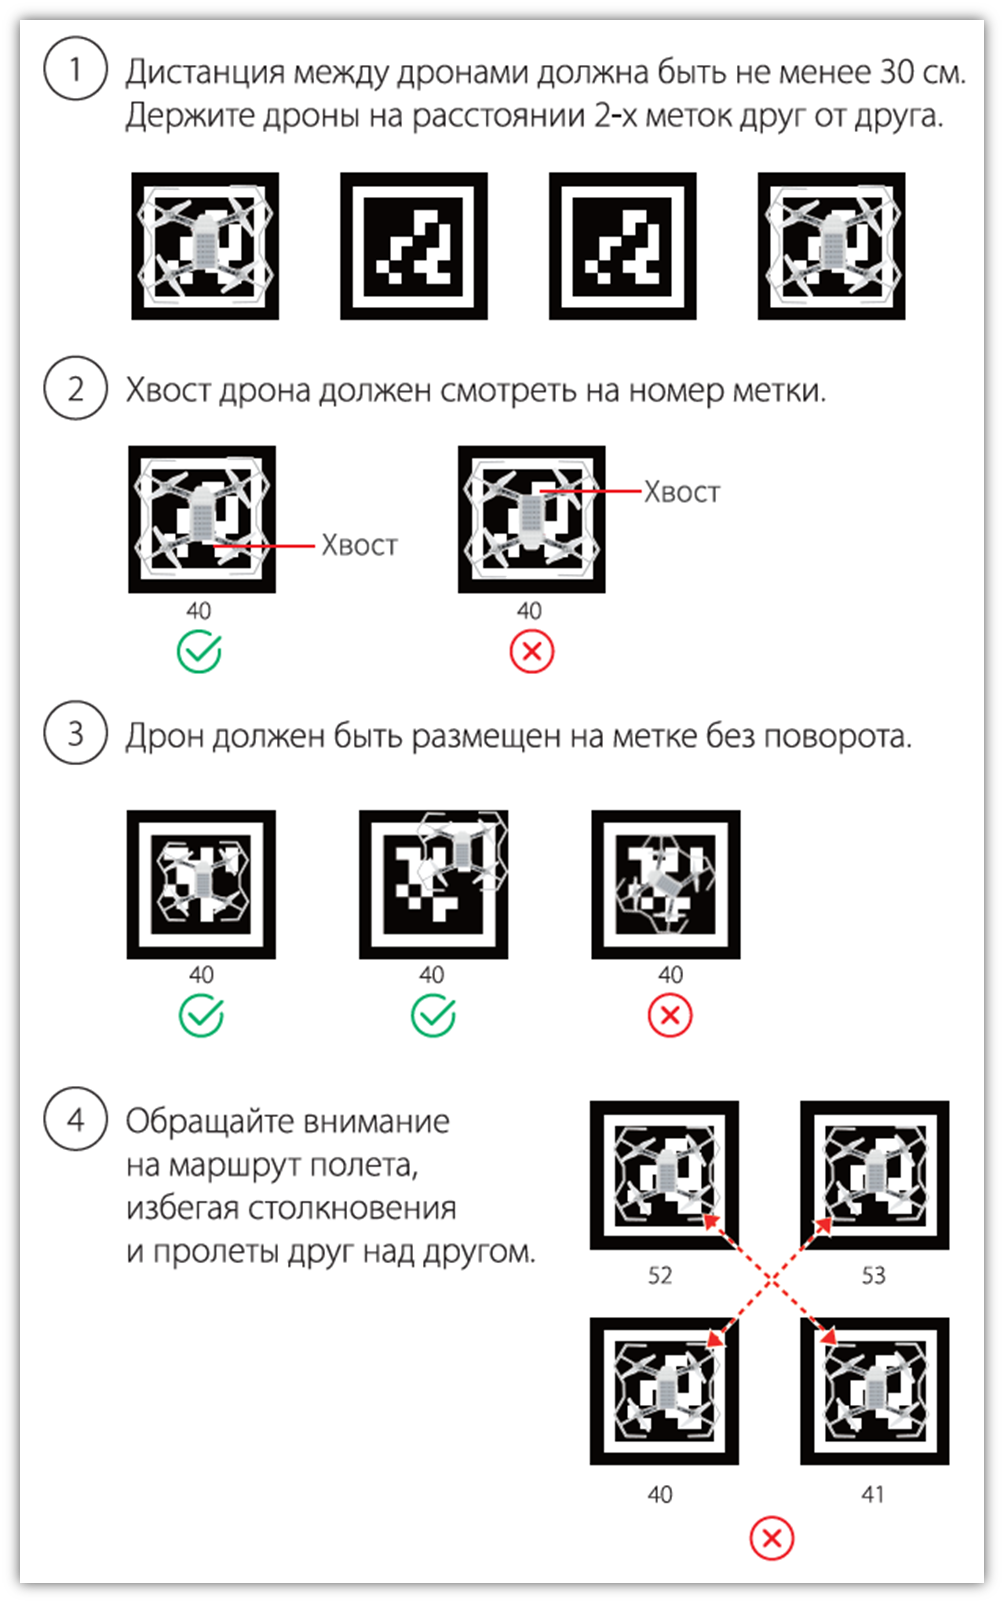 1
Дистанция между дронами должна быть не менее 30 см.
Держите дроны на расстоянии 2-х меток друг от друга.
2
Хвост дрона должен смотреть на номер метки.
Хвост
Хвост
40
40
3
Дрон должен быть размещен на метке без поворота.
40
40
40
4
Обращайте внимание
на маршрут полета,
избегая столкновения
и пролеты друг над другом.
52
53
40
41